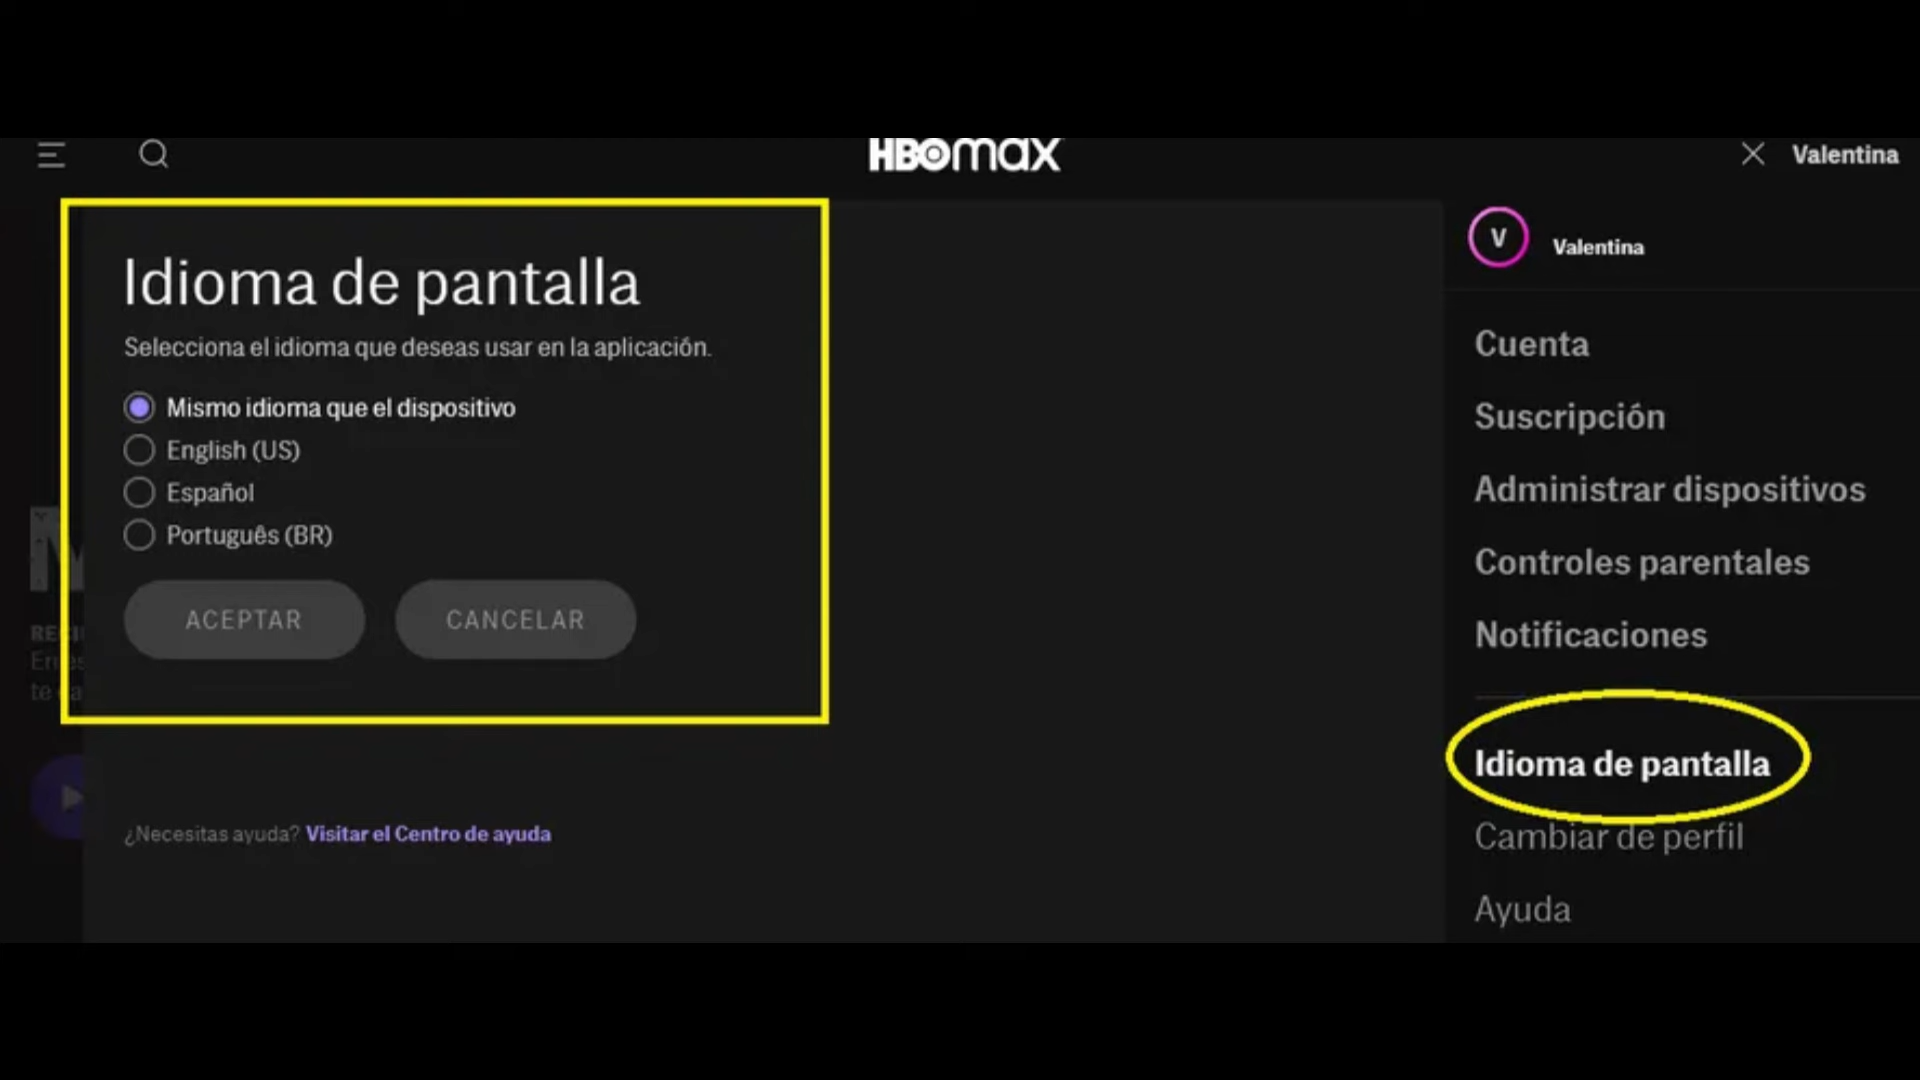 HBOmax
Valentina
V
Valentina
Idioma de pantalla
Selecciona el idioma que deseas usar en la aplicación.
Mismo idioma que el dispositivo
English (US)
Español
Português (BR)
ACEPTAR
CANCELAR
¿Necesitas ayuda? Visitar el Centro de ayuda
Cuenta
Suscripción
Administrar dispositivos
Controles parentales
Notificaciones
Idioma de pantalla
Cambiar de perfil
Ayuda